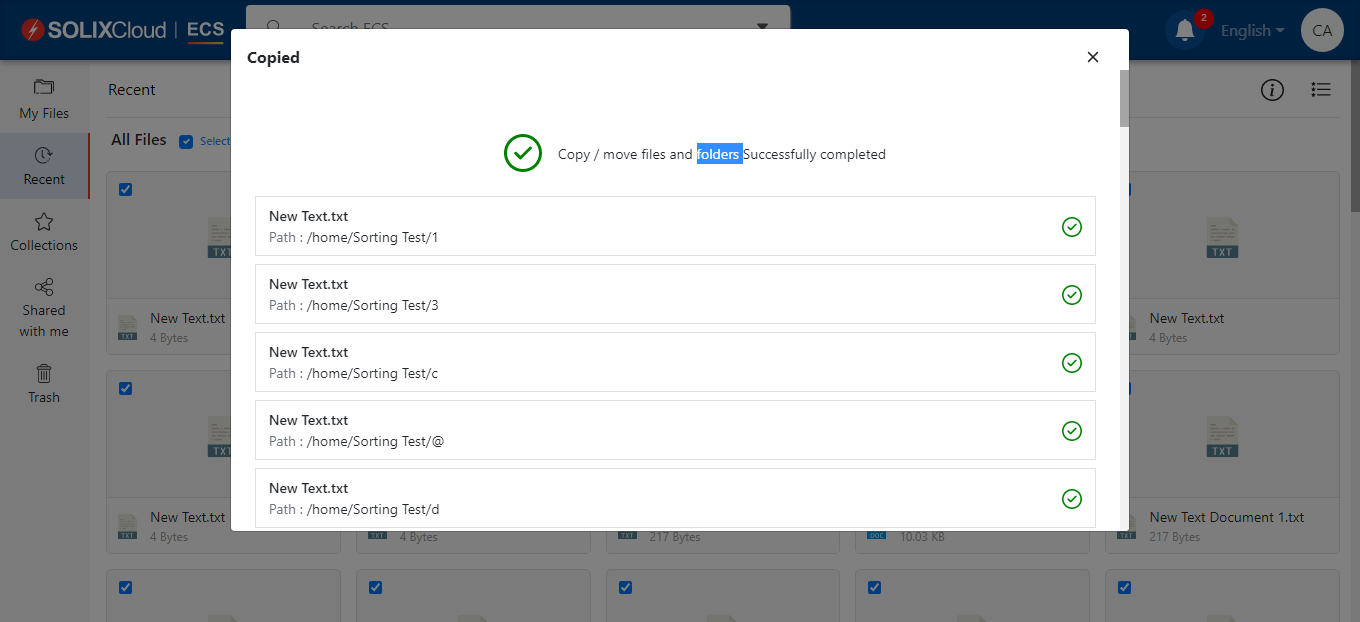 SOLIXCloud | ECS
Search ECS
2
English
CA
Copied
My Files
Recent
Collections
Shared
with me
Trash
Recent
All Files
Select
Copy / move files and folders Successfully completed
New Text.txt
Path : /home/Sorting Test/1
New Text.txt
Path : /home/Sorting Test/3
New Text.txt
Path : /home/Sorting Test/c
New Text.txt
Path : /home/Sorting Test/@
New Text.txt
Path : /home/Sorting Test/d
TXT
TXT
TXT New Text.txt
4 Bytes
New Text.txt
4 Bytes
TXT
TXT
TXT New Text.txt
4 Bytes
TXT 4 Bytes
TXT 217 Bytes
DOC 10.03 KB
TXT New Text Document 1.txt
217 Bytes